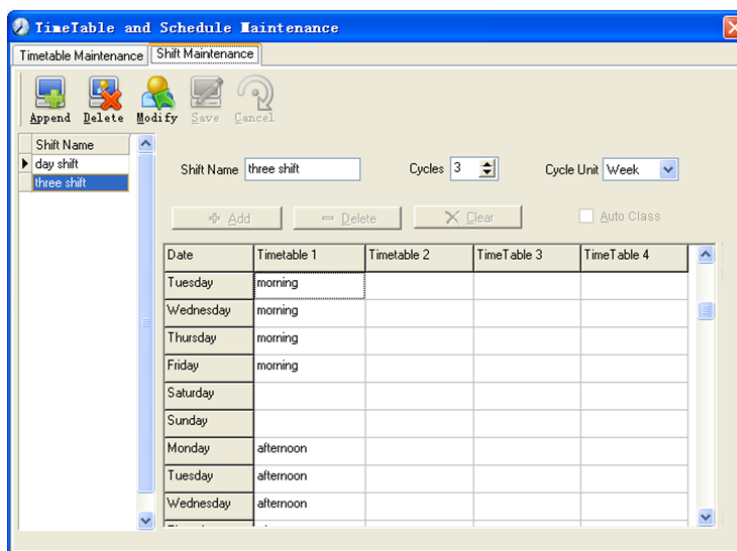 TimeTable and Schedule Maintenance
Timetable Maintenance Shift Maintenance
Append Delete Modify Save Cancel
Shift Name
day shift
three shift
Shift Name three shift Cycles 3 Cycle Unit Week
Add Delete Clear Auto Class
Date Timetable 1 Timetable 2 TimeTable 3 TimeTable 4
Tuesday morning
Wednesday morning
Thursday morning
Friday morning
Saturday
Sunday
Monday afternoon
Tuesday afternoon
Wednesday afternoon